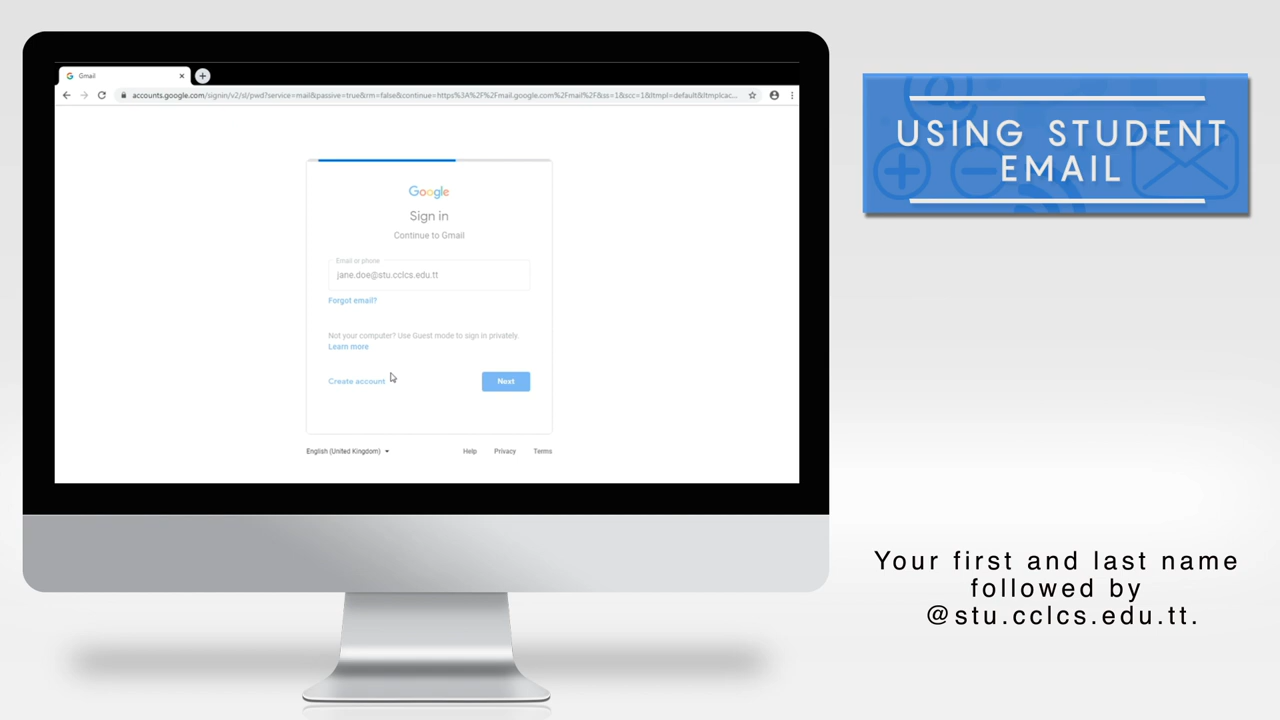 Gmail
accounts.google.com/signin/v2/sl/pwd?service=mail&passive=true&rm=false&continue=https%3A%2F%2Fmail.google.com%2Fmail%2F&ss=1&scc=1&ltmpl=default&ltmplcac...
USING STUDENT
EMAIL
Google
Sign in
Continue to Gmail
Email or phone
jane.doe@stu.cclcs.edu.tt
Forgot email?
Not your computer? Use Guest mode to sign in privately.
Learn more
Create account
Next
English (United Kingdom)
Help Privacy Terms
Your first and last name
followed by
@stu.cclcs.edu.tt.